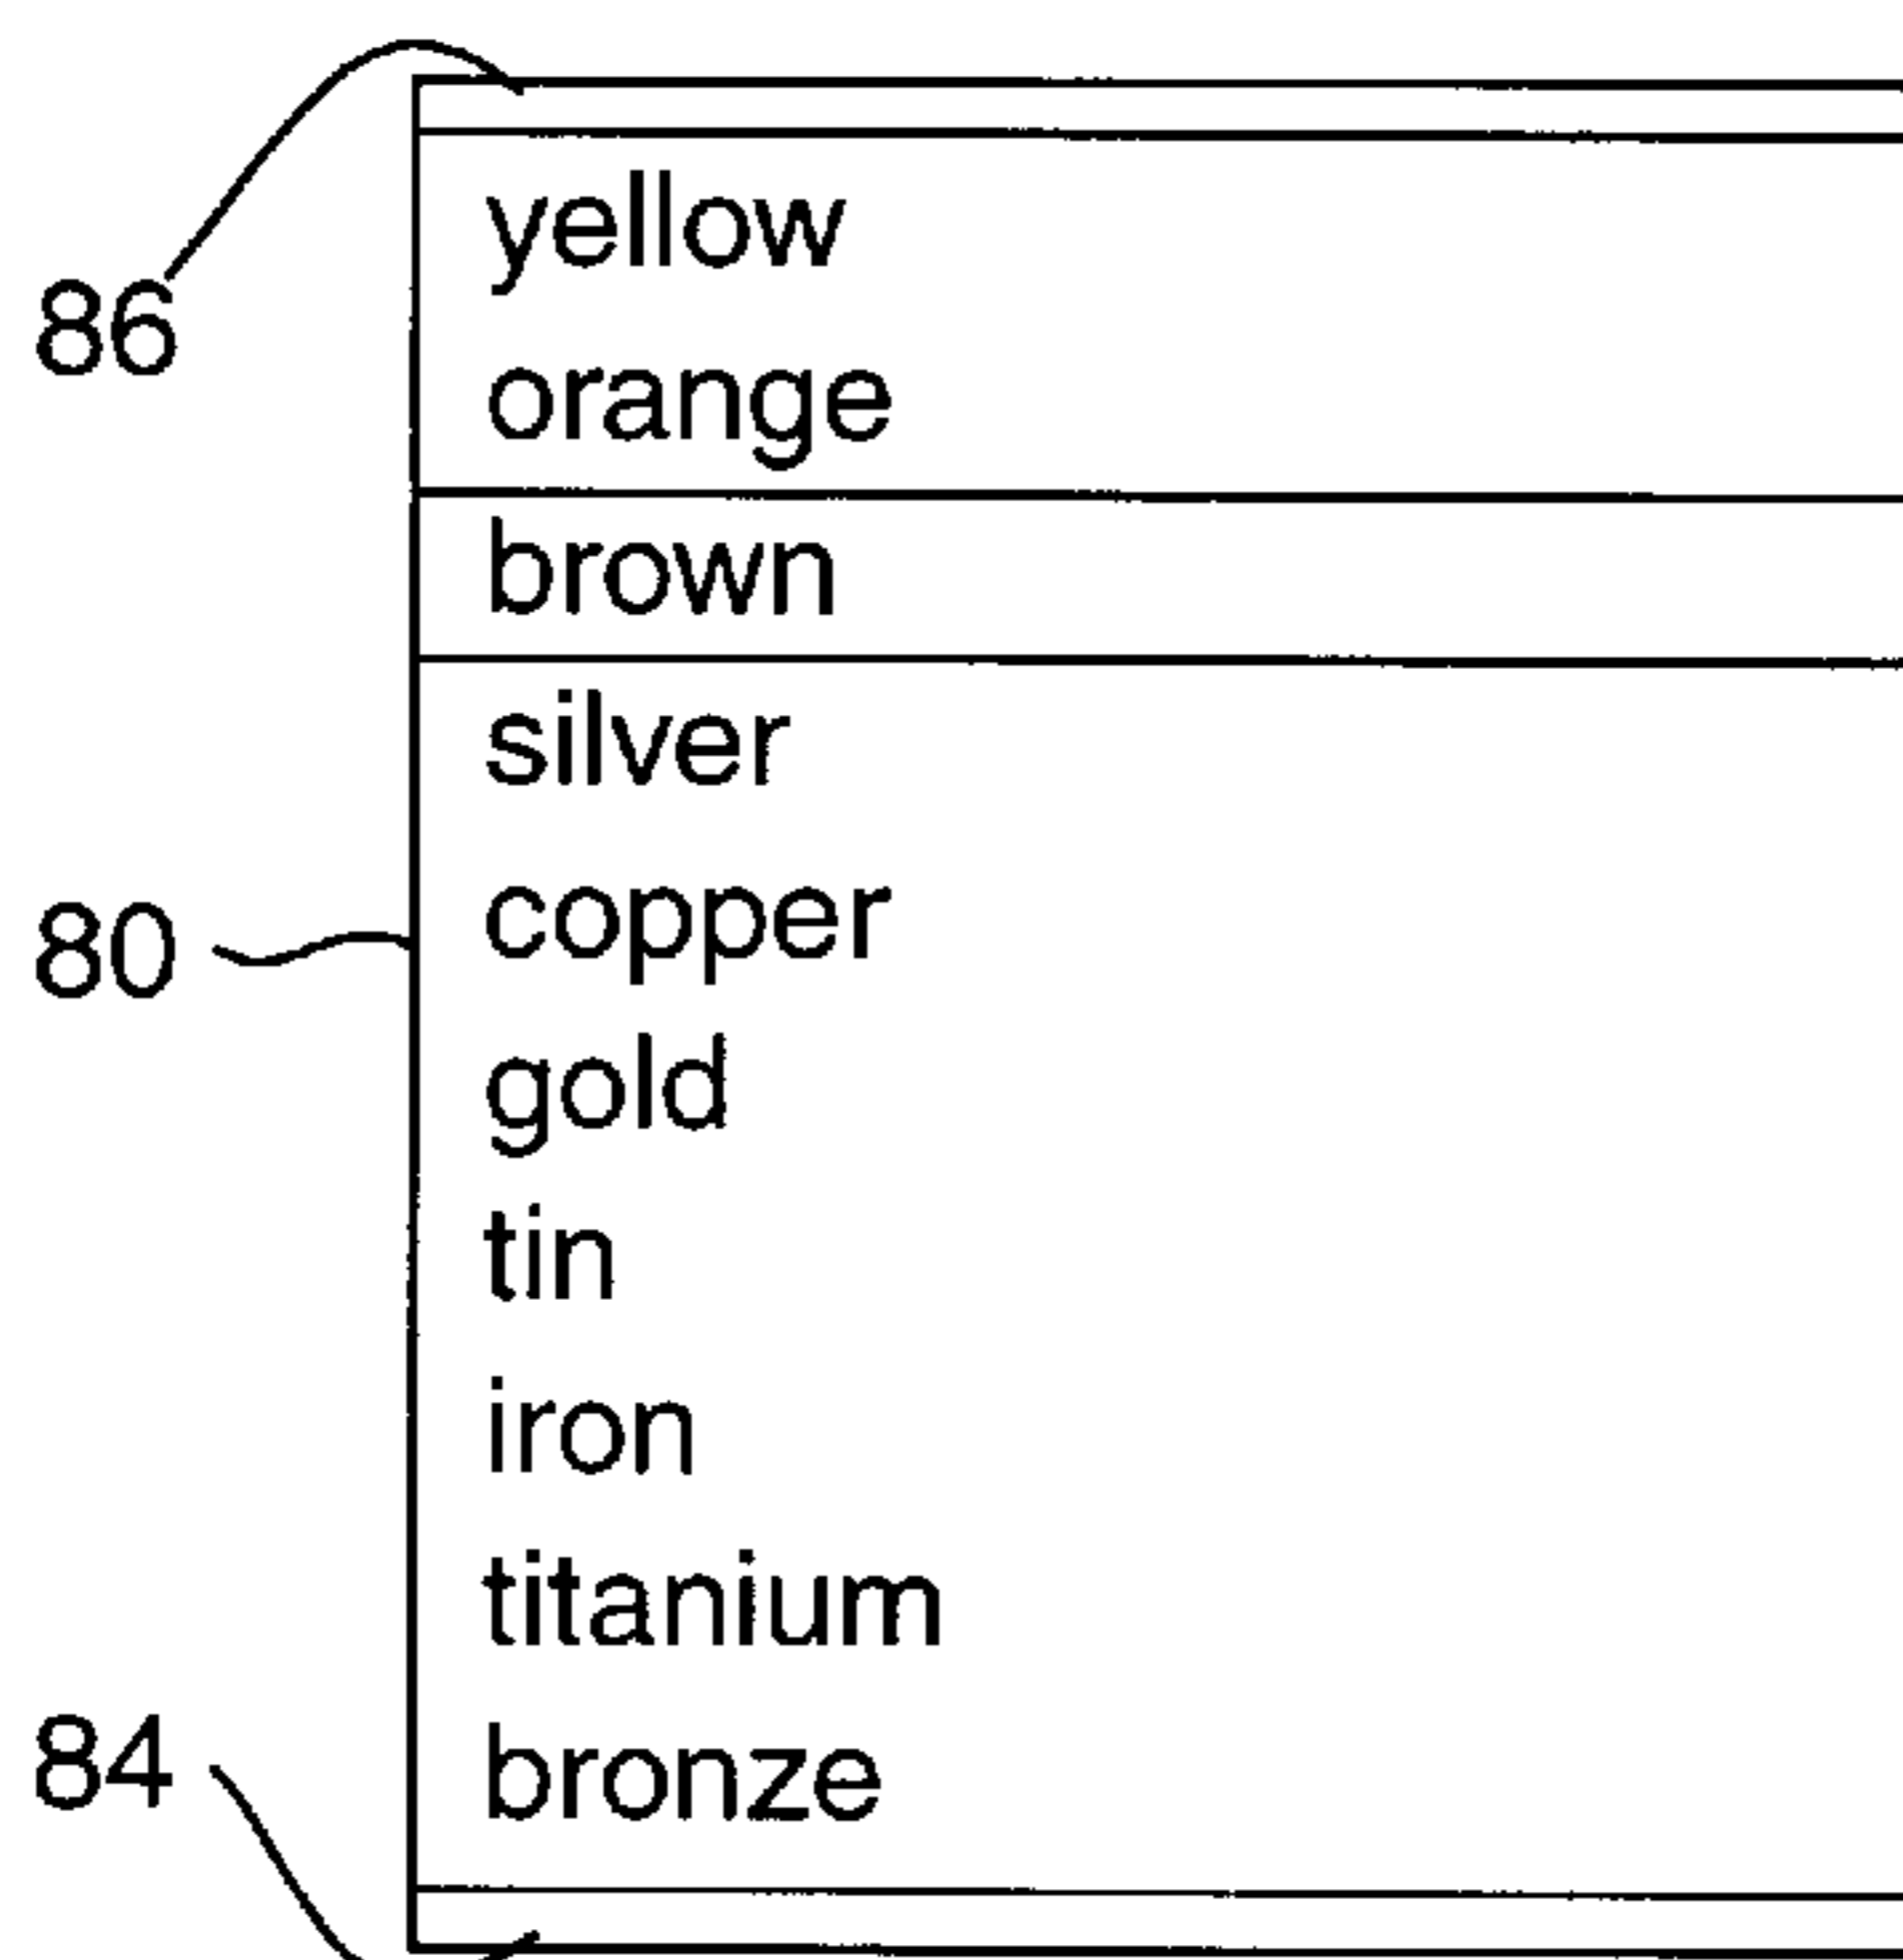 yellow
86
orange
brown
silver
copper
80
gold
tin
iron
titanium
84
bronze